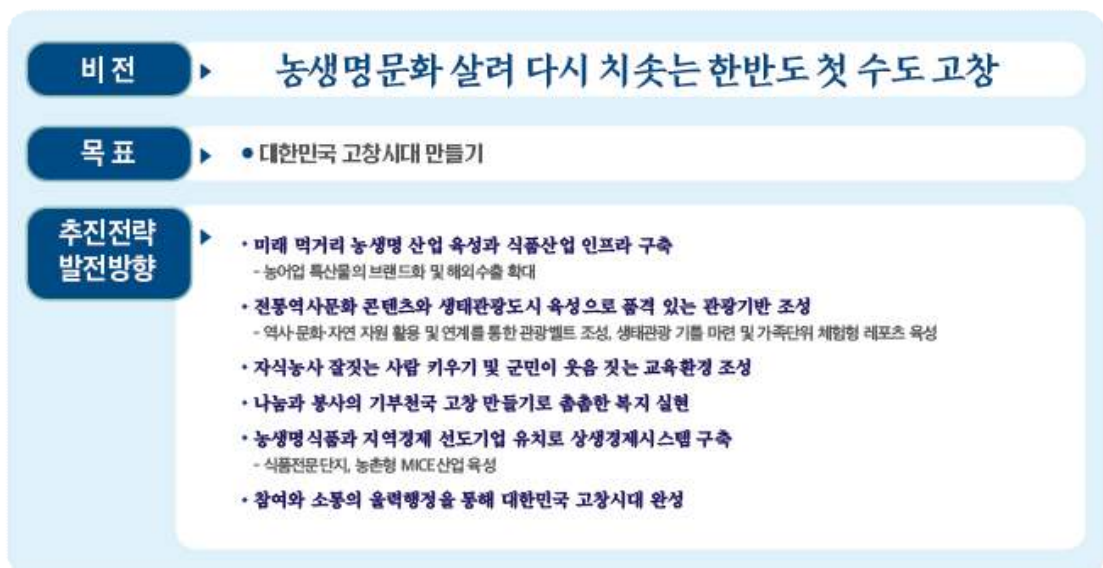 비 전
농생명문화 살려 다시 치솟는 한반도 첫 수도 고창
목 표
• 대한민국 고창시대 만들기
추진전략
발전방향
· 미래 먹거리 농생명 산업 육성과 식품산업 인프라 구축
- 농어업 특산물의 브랜드화 및 해외수출 확대
· 전통역사문화 콘텐츠와 생태관광도시 육성으로 품격 있는 관광기반 조성
- 역사·문화·자연 자원 활용 및 연계를 통한 관광벨트 조성, 생태관광 기틀 마련 및 가족단위 체험형 레포츠 육성
· 자식농사 잘짓는 사람 키우기 및 군민이 웃음 짓는 교육환경 조성
· 나눔과 봉사의 기부천국 고창 만들기로 촘촘한 복지 실현
· 농생명식품과 지역경제 선도기업 유치로 상생경제시스템 구축
- 식품전문단지, 농촌형 MICE산업 육성
· 참여와 소통의 울력행정을 통해 대한민국 고창시대 완성